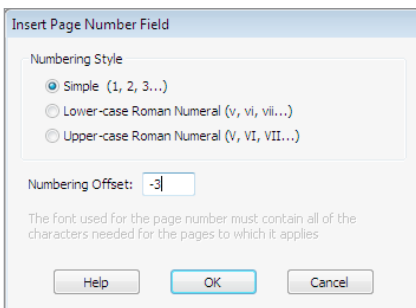 Insert Page Number Field
Numbering Style
Simple (1, 2, 3...)
Lower-case Roman Numeral (v, vi, vii...)
Upper-case Roman Numeral (V, VI, VII...)
Numbering Offset: -3
The font used for the page number must contain all of the
characters needed for the pages to which it applies
Help OK Cancel